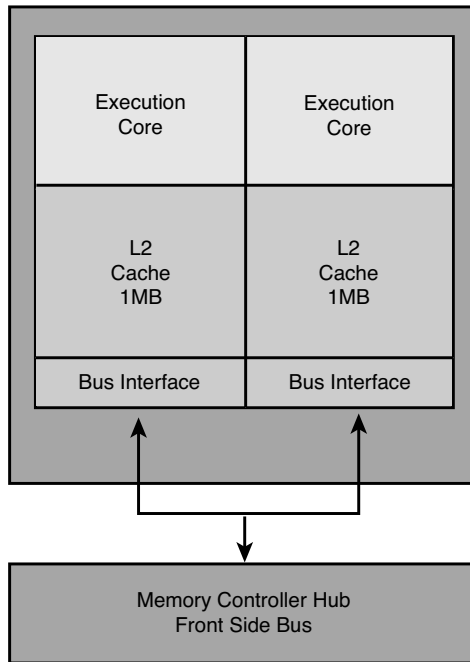 Execution
Core
Execution
Core
L2
Cache
1MB
L2
Cache
1MB
Bus Interface
Bus Interface
Memory Controller Hub
Front Side Bus